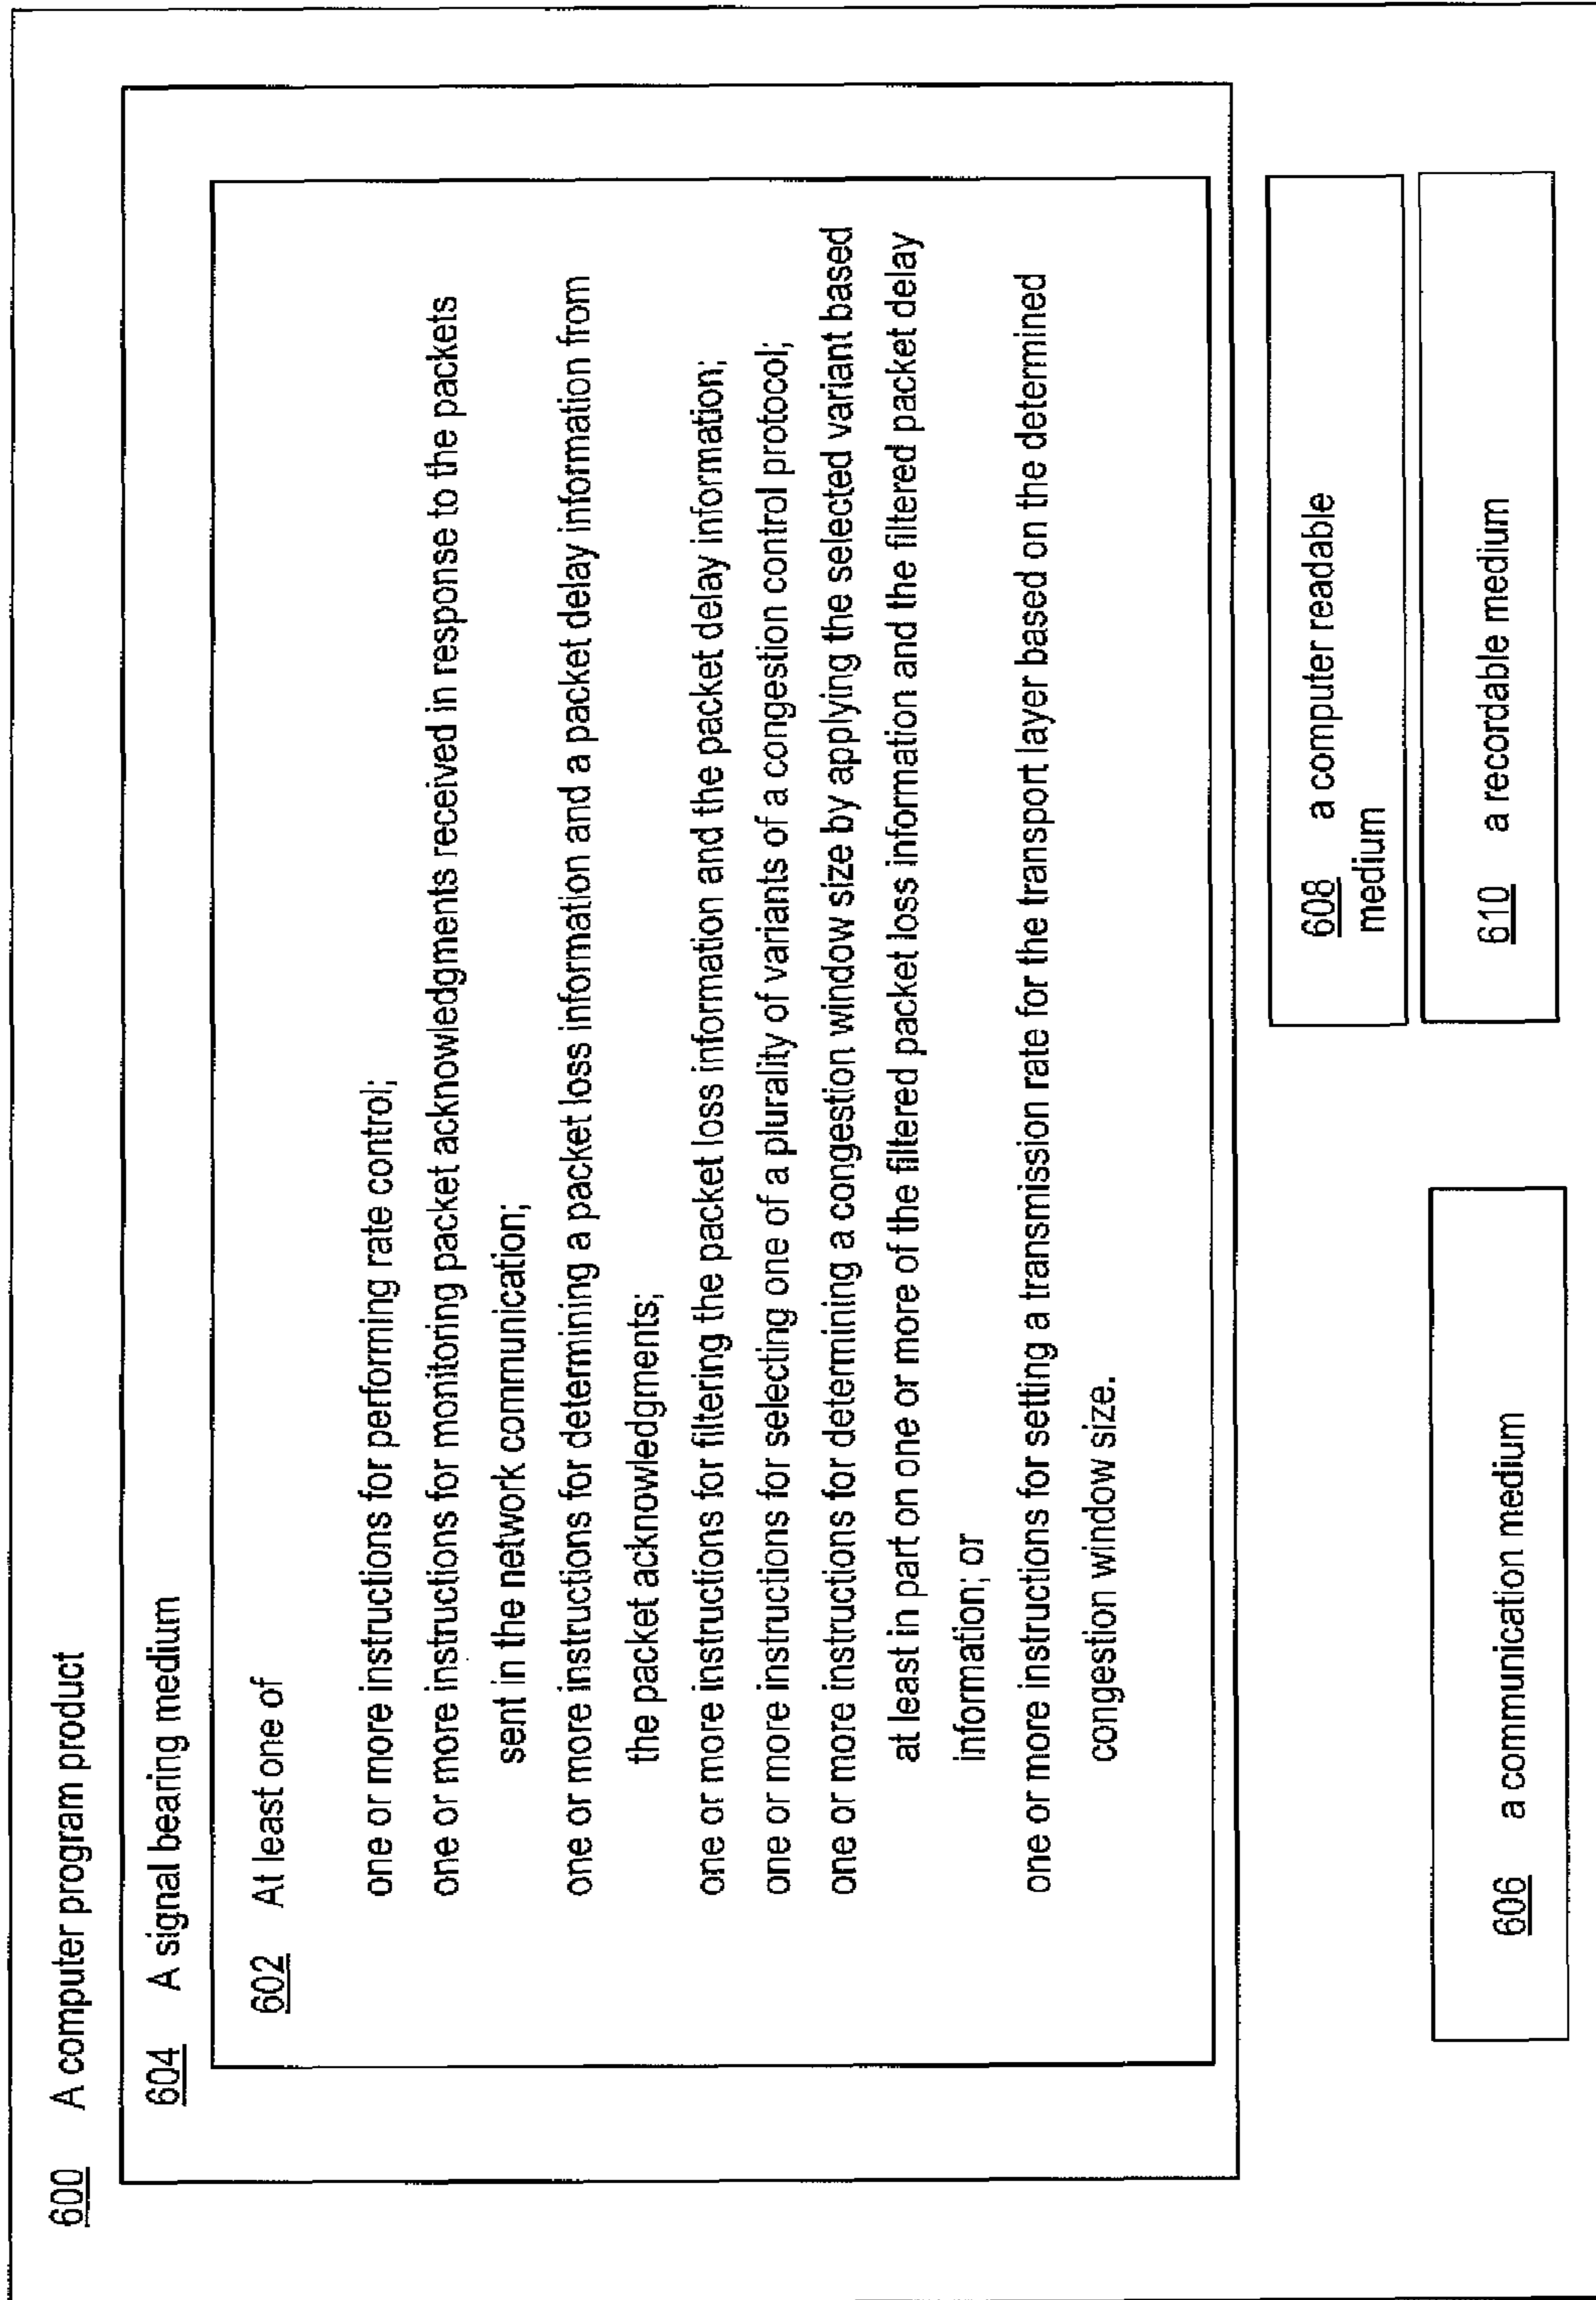 600 A computer program product
604 A signal bearing medium
602 At least one of
one or more instructions for performing rate control;
one or more instructions for monitoring packet acknowledgments received in response to the packets
sent in the network communication;
one or more instructions for determining a packet loss information and a packet delay information from
the packet acknowledgments;
one or more instructions for filtering the packet loss information and the packet delay information;
one or more instructions for selecting one of a plurality of variants of a congestion control protocol;
one or more instructions for determining a congestion window size by applying the selected variant based
at least in part on one or more of the filtered packet loss information and the filtered packet delay
information; or
one or more instructions for setting a transmission rate for the transport layer based on the determined
congestion window size.
606 a communication medium
608 a computer readable
medium
610 a recordable medium